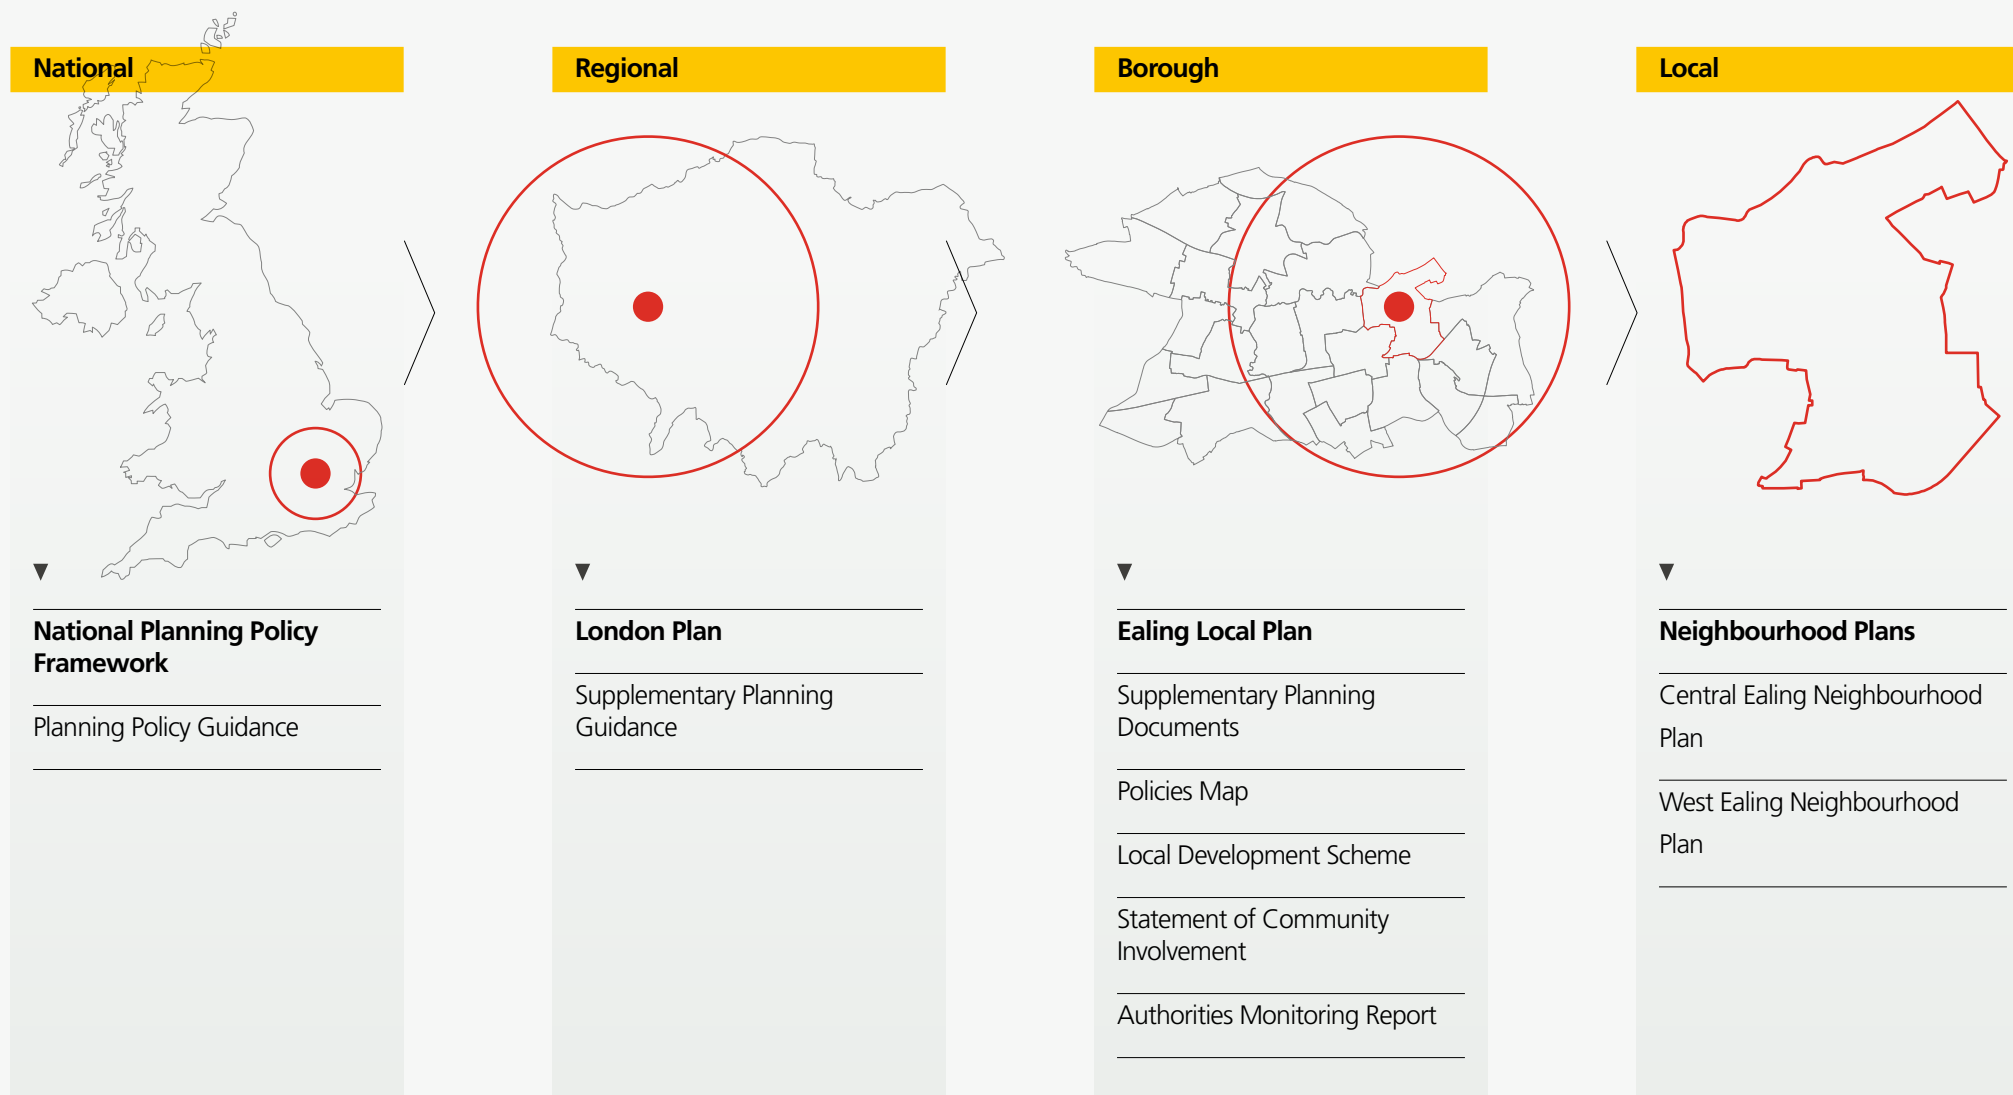 National
National Planning Policy
Framework
Planning Policy Guidance
Regional
London Plan
Supplementary Planning
Guidance
Borough
Ealing Local Plan
Supplementary Planning
Documents
Policies Map
Local Development Scheme
Statement of Community
Involvement
Authorities Monitoring Report
Local
Neighbourhood Plans
Central Ealing Neighbourhood
Plan
West Ealing Neighbourhood
Plan